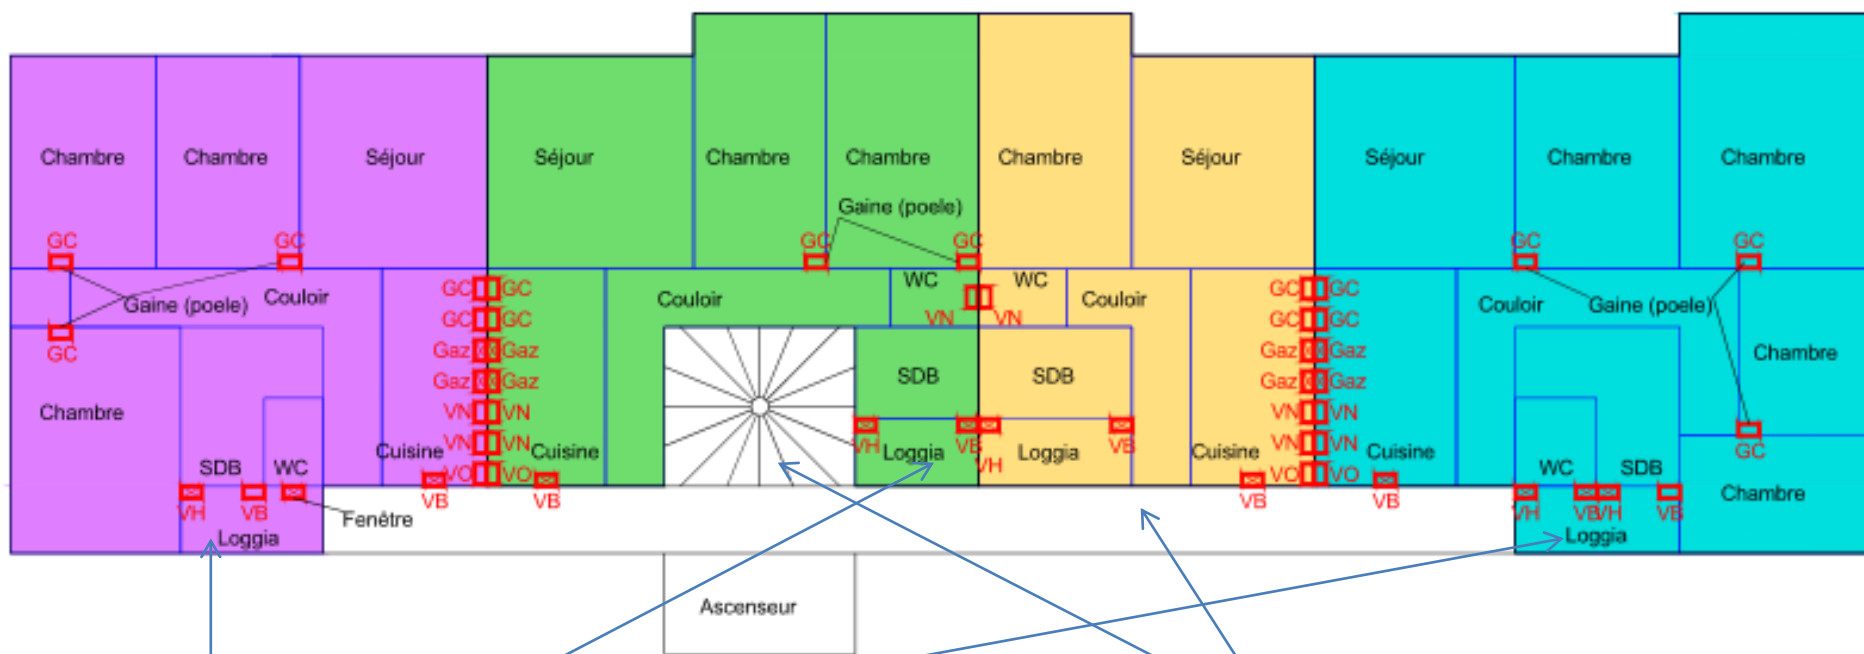 Chambre Chambre Séjour Séjour Chambre Chambre Chambre Séjour Séjour Chambre Chambre
Gaine (poele)
GC GC GC GC GC GC
WC WC
GC GC GC GC
Gaine (poele) Couloir Couloir Couloir Couloir Gaine (poele)
GC GC VN VN GC GC
GC
Gaz Gaz Gaz Gaz Chambre
SDB SDB
Gaz Gaz Gaz Gaz
Chambre VN VN VN VN
VH VB VB
VN VN VN VN
Cuisine Cuisine Loggia Loggia Cuisine Cuisine GC
VH
SDB WC VO VO VO VO WC SDB
VB VB VB VB Chambre
VH VB VH VB VH VB
Fenêtre
Loggia Loggia
Ascenseur